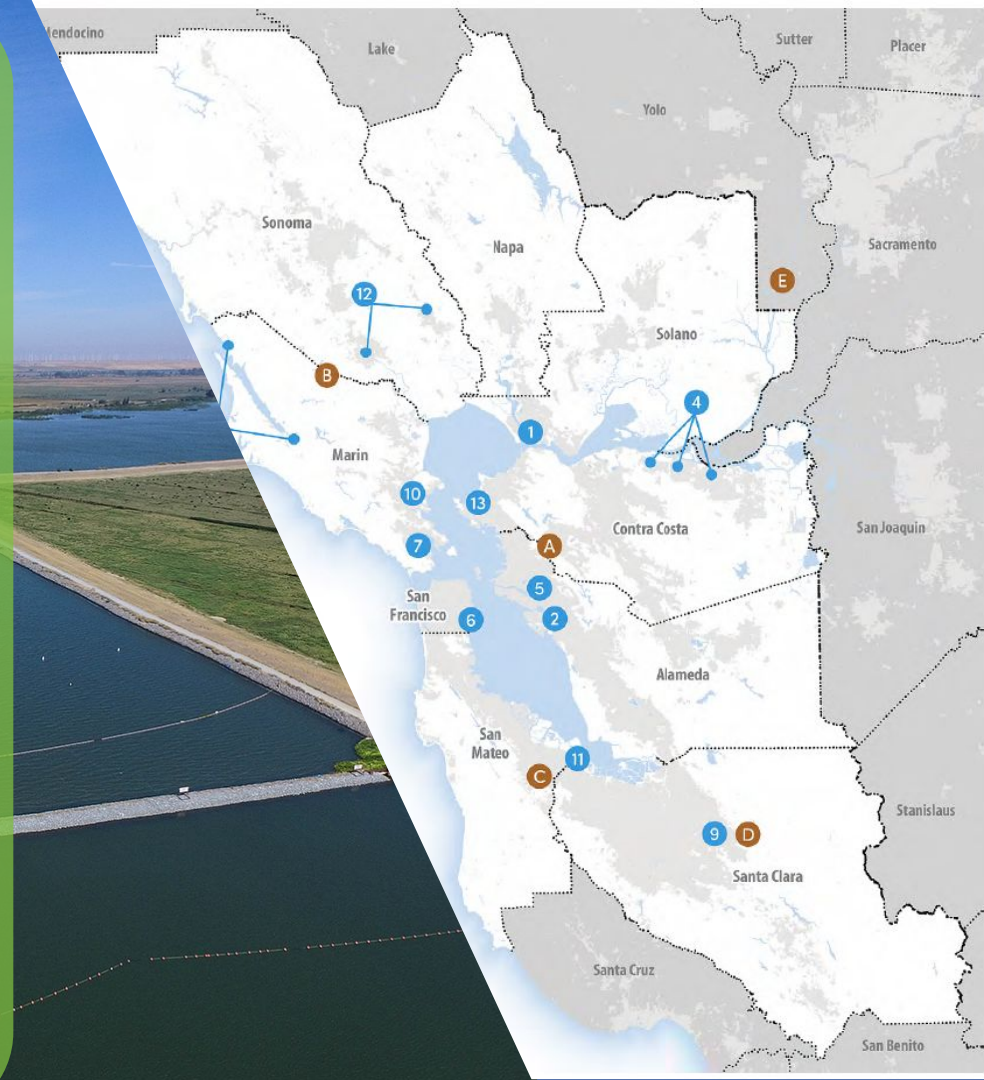 Lake
Sutter
Placer
Yolo
Sonoma
Napa
Sacramento
E
12
Solano
B
4
1
Marin
10
13
Contra Costa
San Joaquin
7
A
5
San
Francisco
6
2
Alameda
San
Mateo
11
C
Stanislaus
9
D
Santa Clara
Santa Cruz
San Benito